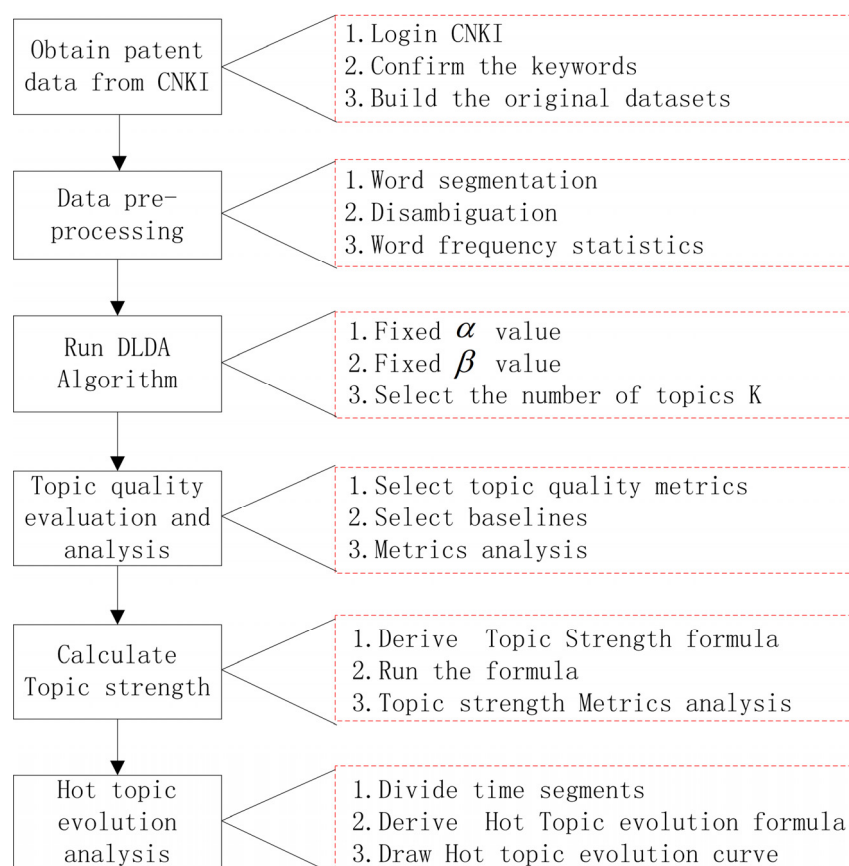 Obtain patent
data from CNKI
1.Login CNKI
2.Confirm the keywords
3.Build the original datasets
Data pre-
processing
1.Word segmentation
2.Disambiguation
3.Word frequency statistics
Run DLDA
Algorithm
1.Fixed α value
2.Fixed β value
3.Select the number of topics K
Topic quality
evaluation and
analysis
1.Select topic quality metrics
2.Select baselines
3.Metrics analysis
Calculate
Topic strength
1.Derive Topic Strength formula
2.Run the formula
3.Topic strength Metrics analysis
Hot topic
evolution
analysis
1.Divide time segments
2.Derive Hot Topic evolution formula
3.Draw Hot topic evolution curve